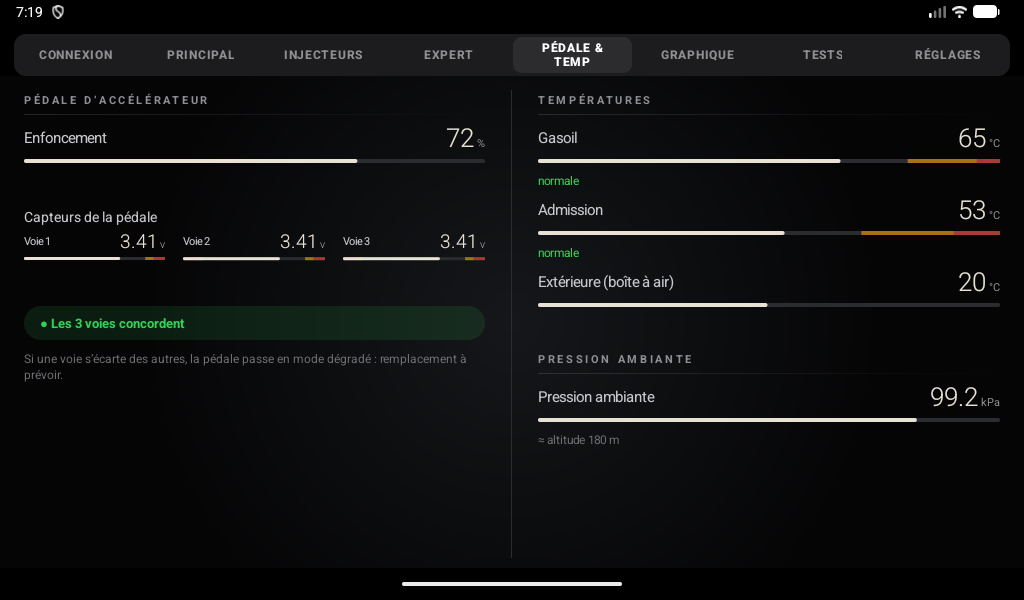 7:19
CONNEXION
PRINCIPAL
INJECTEURS
EXPERT
PÉDALE &
TEMP
GRAPHIQUE
TESTS
RÉGLAGES
PÉDALE D'ACCÉLÉRATEUR
Enfoncement 72 %
Capteurs de la pédale
Voie 1 3.41 V
Voie 2 3.41 V
Voie 3 3.41 V
● Les 3 voies concordent
Si une voie s'écarte des autres, la pédale passe en mode dégradé : remplacement à
prévoir.
TEMPÉRATURES
Gasoil 65 °C
normale
Admission 53 °C
normale
Extérieure (boîte à air) 20 °C
PRESSION AMBIANTE
Pression ambiante 99.2 kPa
≈ altitude 180 m